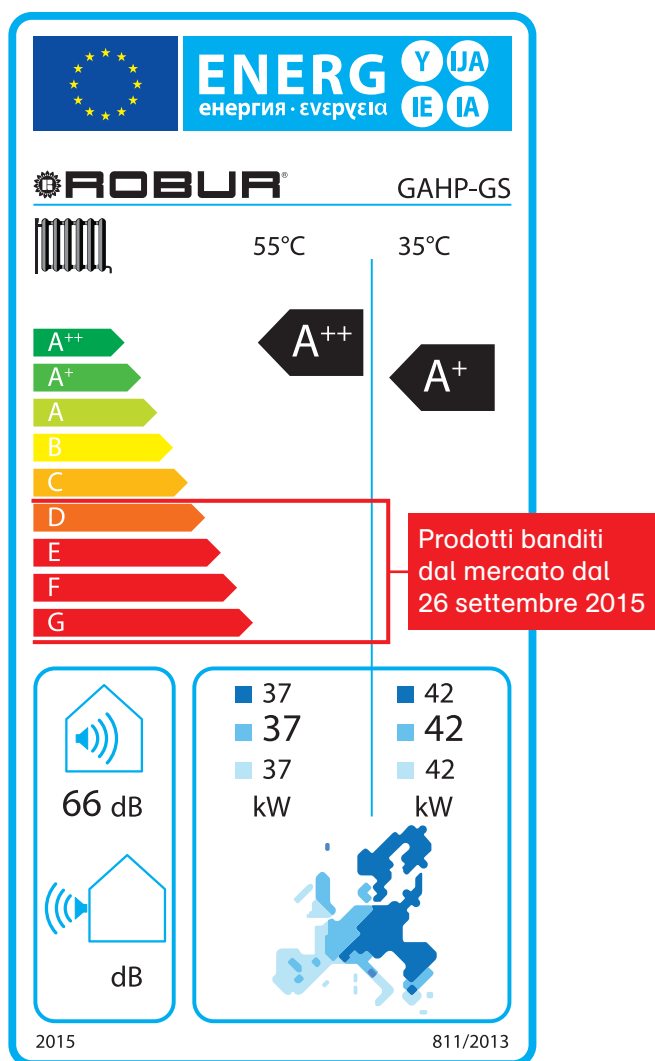 ENERG
енергия · ενεργεια
Y IJA
IE IA
ROBUR®
GAHP-GS
55°C 35°C
A++
A+
A++
A+
A
B
C
D
E
F
G
Prodotti banditi
dal mercato dal
26 settembre 2015
37 42
37 42
37 42
kW kW
66 dB
dB
2015 811/2013